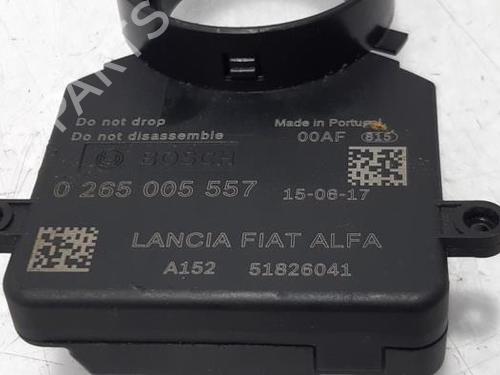 PARTS
Do not drop
Do not disassemble
Made in Portugal
00AF 815
BOSCH
0 265 005 557
15-06-17
LANCIA FIAT ALFA
A152 51826041